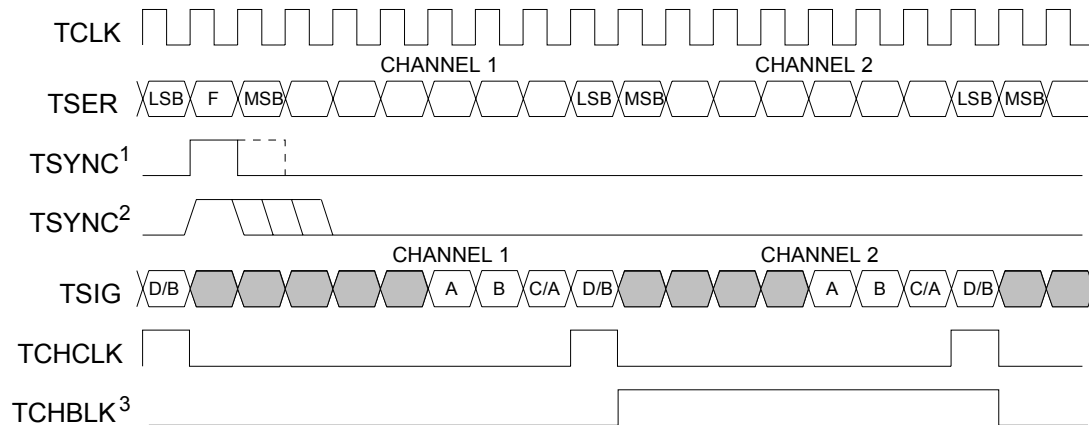 TCLK
CHANNEL 1 CHANNEL 2
TSER LSB F MSB LSB MSB LSB MSB
TSYNC1
TSYNC2
CHANNEL 1 CHANNEL 2
TSIG D/B A B C/A D/B A B C/A D/B
TCHCLK
TCHBLK3